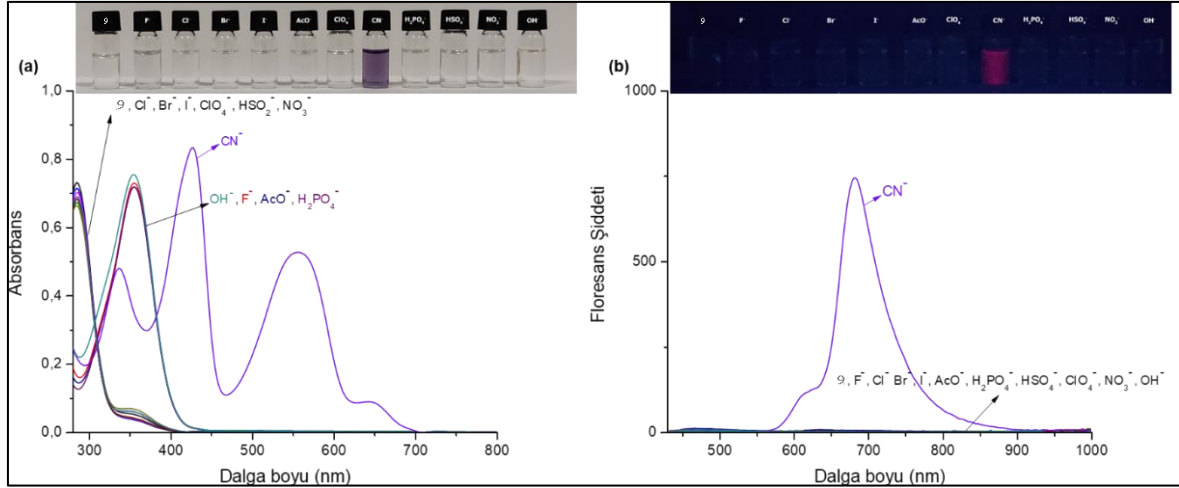 9 F⁻ Cl⁻ Br⁻ I⁻ AcO⁻ ClO₄⁻ CN⁻ H₂PO₄⁻ HSO₄⁻ NO₃⁻ OH⁻
(a)
9, Cl⁻, Br⁻, I⁻, ClO₄⁻, HSO₂⁻, NO₃⁻
CN⁻
OH⁻, F⁻, AcO⁻, H₂PO₄⁻
Absorbans
1,0
0,8
0,6
0,4
0,2
0,0
300 400 500 600 700 800
Dalga boyu (nm)
9 F⁻ Cl⁻ Br⁻ I⁻ AcO⁻ ClO₄⁻ CN⁻ H₂PO₄⁻ HSO₄⁻ NO₃⁻ OH⁻
(b)
CN⁻
9, F⁻, Cl⁻ Br⁻, I⁻, AcO⁻, H₂PO₄⁻, HSO₄⁻, ClO₄⁻, NO₃⁻, OH⁻
Floresans Şiddeti
1000
500
0
500 600 700 800 900 1000
Dalga boyu (nm)